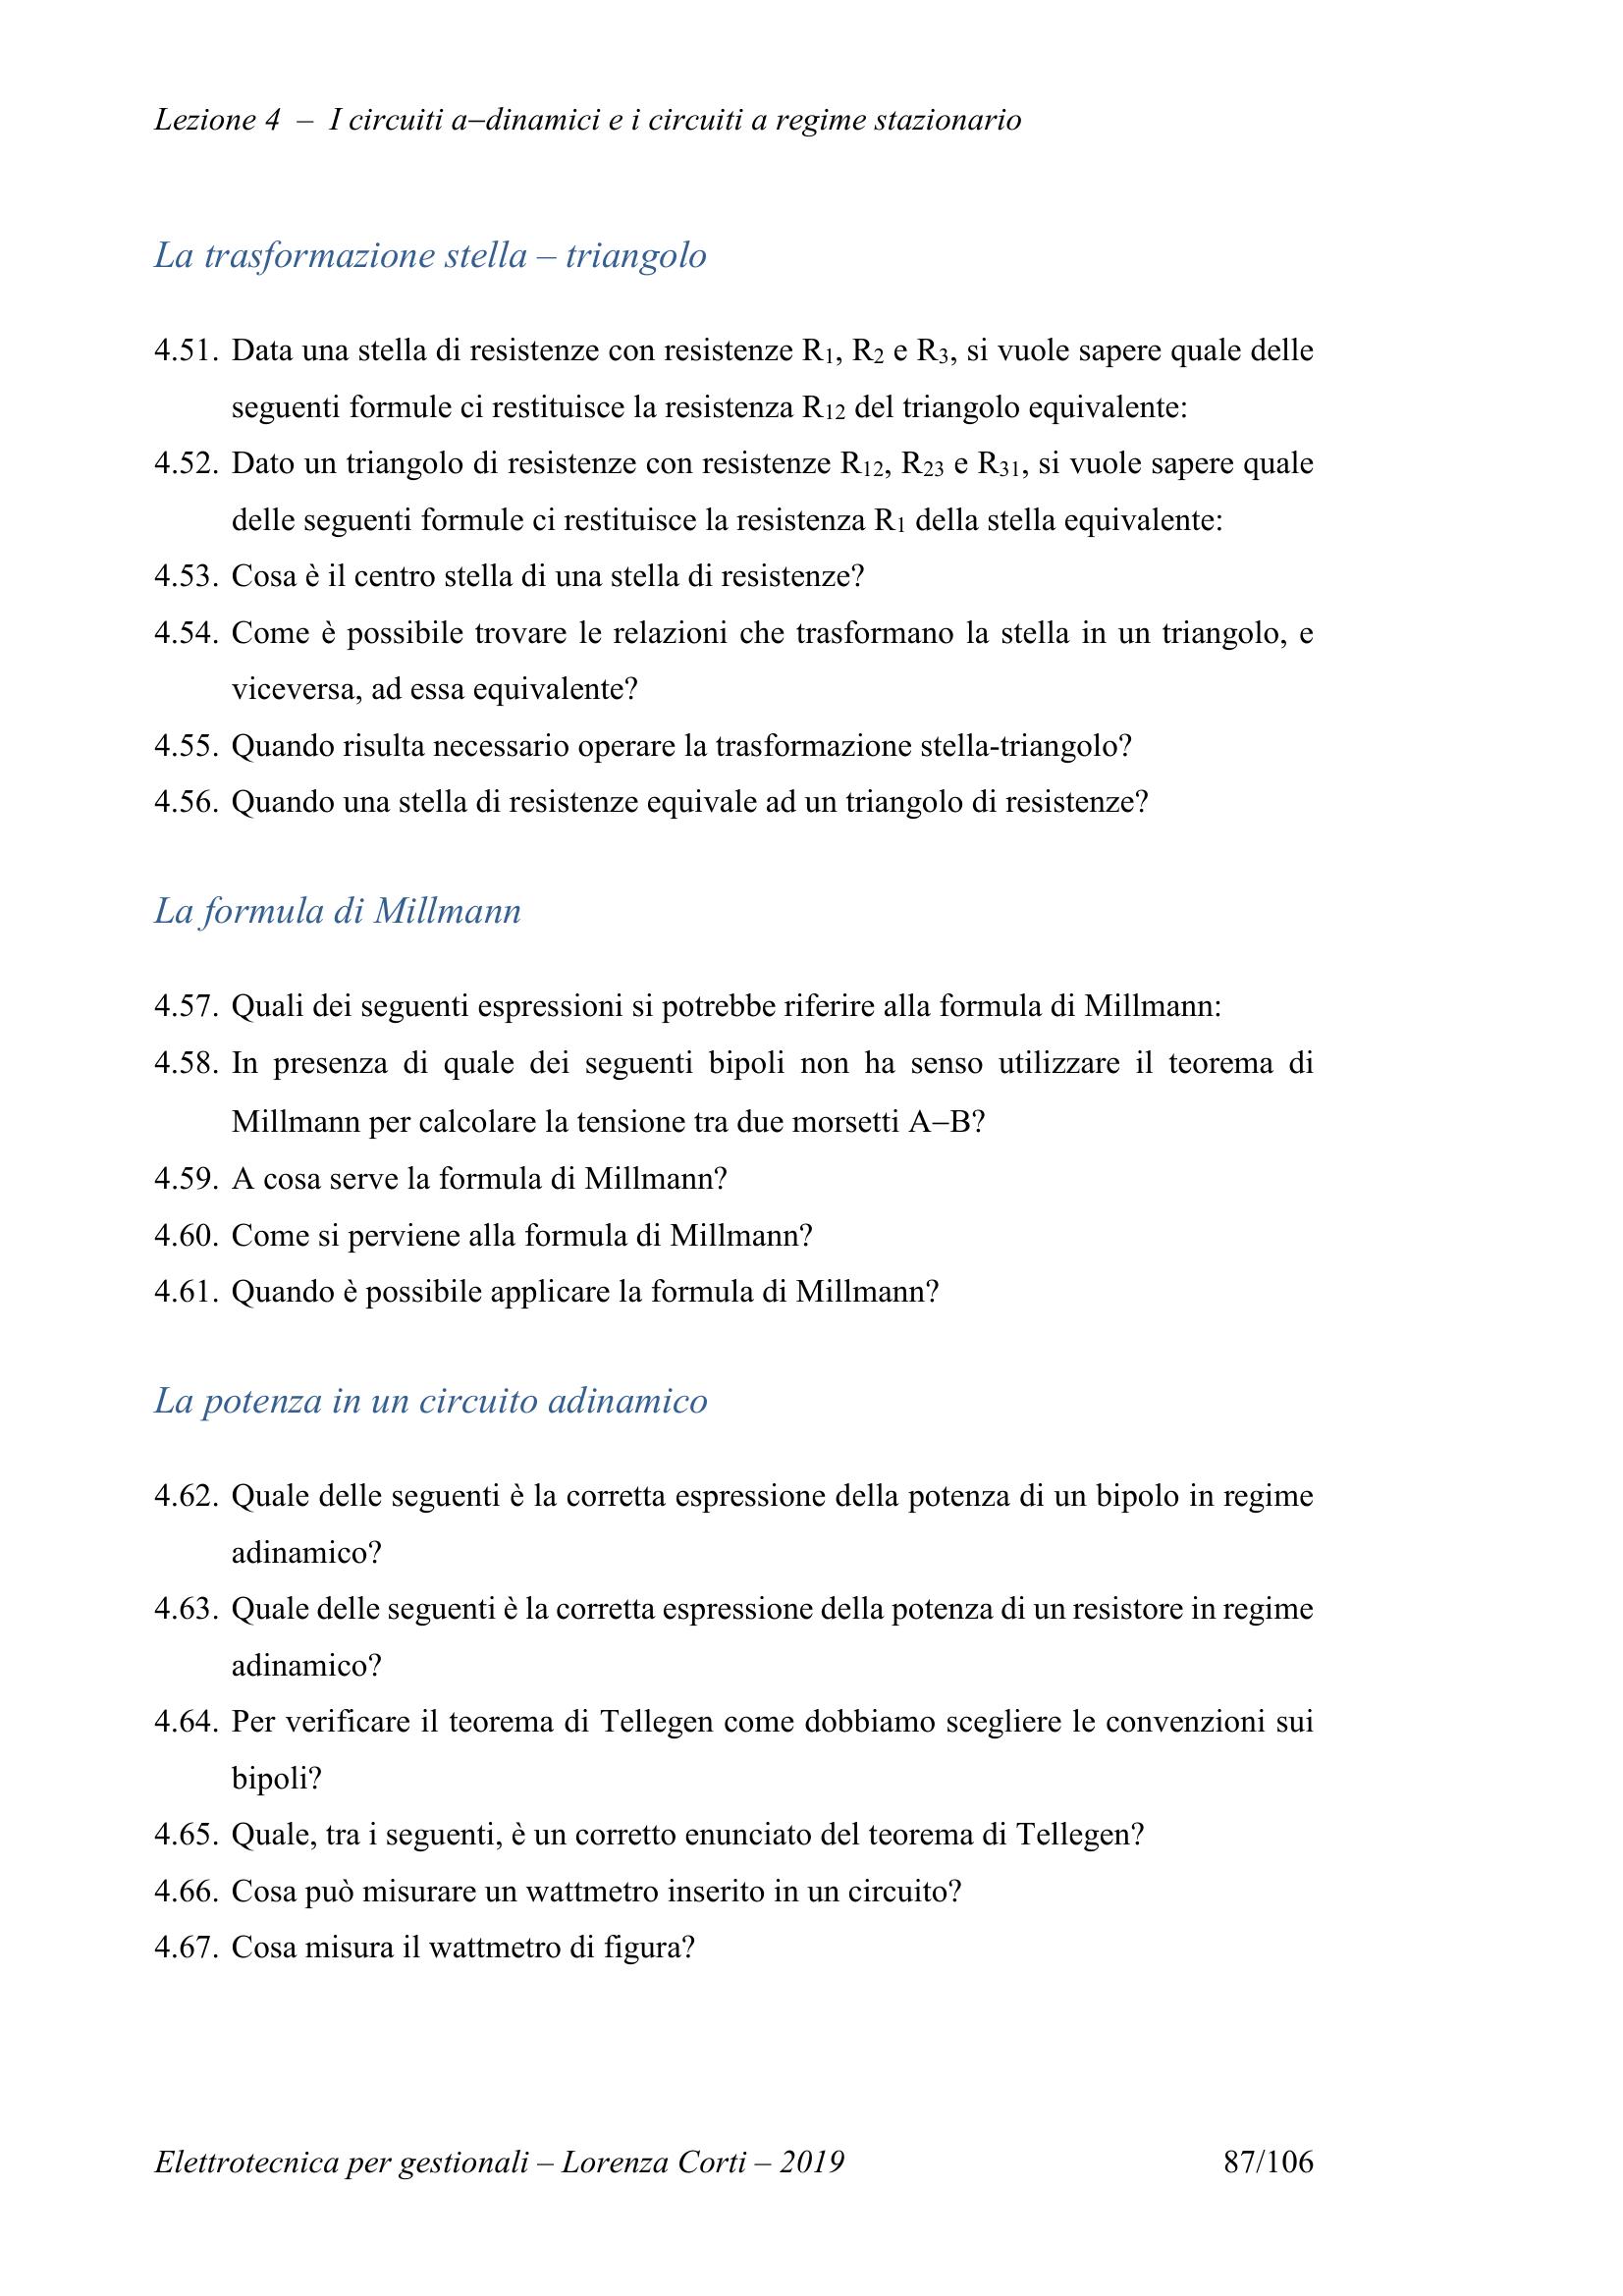 Lezione 4 – I circuiti a–dinamici e i circuiti a regime stazionario
La trasformazione stella – triangolo
4.51. Data una stella di resistenze con resistenze R₁, R₂ e R₃, si vuole sapere quale delle
seguenti formule ci restituisce la resistenza R₁₂ del triangolo equivalente:
4.52. Dato un triangolo di resistenze con resistenze R₁₂, R₂₃ e R₃₁, si vuole sapere quale
delle seguenti formule ci restituisce la resistenza R₁ della stella equivalente:
4.53. Cosa è il centro stella di una stella di resistenze?
4.54. Come è possibile trovare le relazioni che trasformano la stella in un triangolo, e
viceversa, ad essa equivalente?
4.55. Quando risulta necessario operare la trasformazione stella-triangolo?
4.56. Quando una stella di resistenze equivale ad un triangolo di resistenze?
La formula di Millmann
4.57. Quali dei seguenti espressioni si potrebbe riferire alla formula di Millmann:
4.58. In presenza di quale dei seguenti bipoli non ha senso utilizzare il teorema di
Millmann per calcolare la tensione tra due morsetti A–B?
4.59. A cosa serve la formula di Millmann?
4.60. Come si perviene alla formula di Millmann?
4.61. Quando è possibile applicare la formula di Millmann?
La potenza in un circuito adinamico
4.62. Quale delle seguenti è la corretta espressione della potenza di un bipolo in regime
adinamico?
4.63. Quale delle seguenti è la corretta espressione della potenza di un resistore in regime
adinamico?
4.64. Per verificare il teorema di Tellegen come dobbiamo scegliere le convenzioni sui
bipoli?
4.65. Quale, tra i seguenti, è un corretto enunciato del teorema di Tellegen?
4.66. Cosa può misurare un wattmetro inserito in un circuito?
4.67. Cosa misura il wattmetro di figura?
Elettrotecnica per gestionali – Lorenza Corti – 2019 87/106